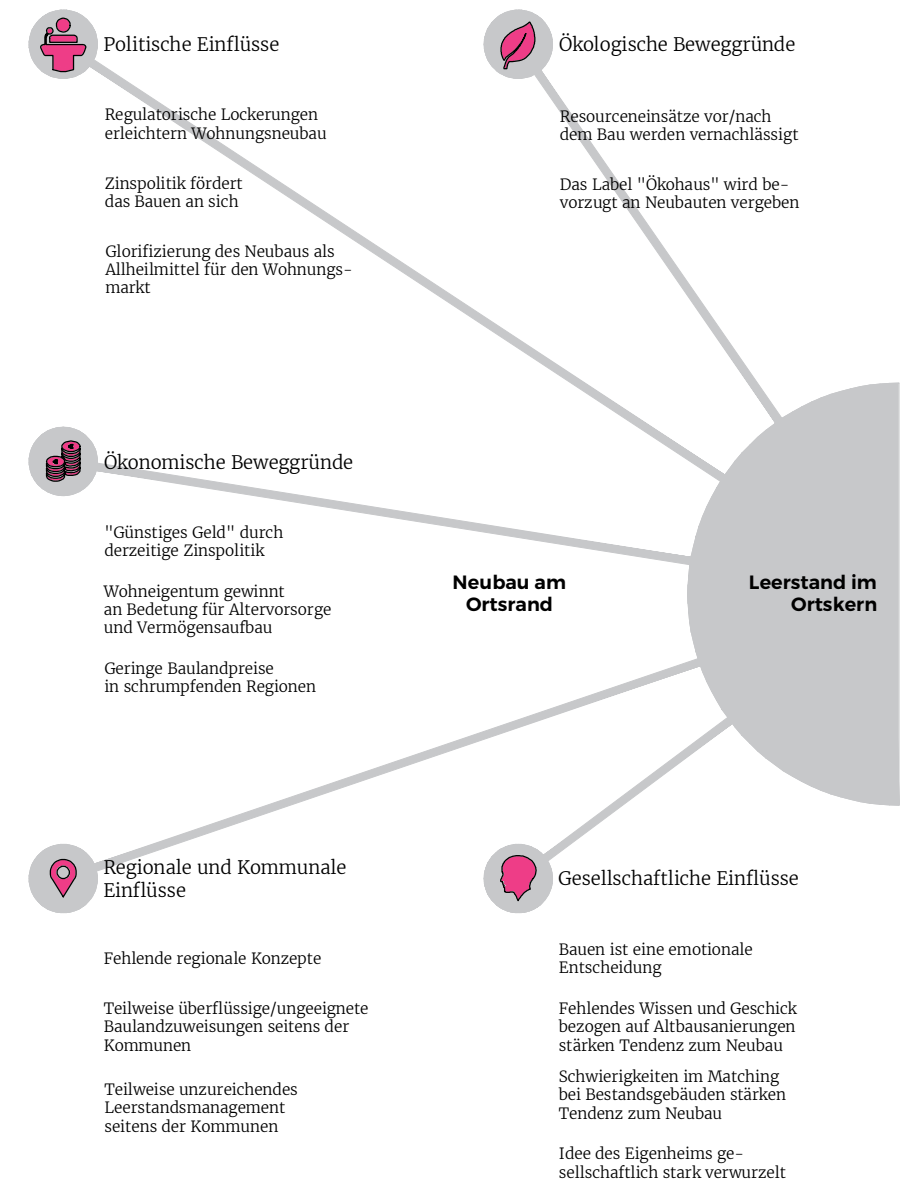 Politische Einflüsse
Regulatorische Lockerungen
erleichtern Wohnungsneubau
Zinspolitik fördert
das Bauen an sich
Glorifizierung des Neubaus als
Allheilmittel für den Wohnungs-
markt
Ökologische Beweggründe
Resourceneinsätze vor/nach
dem Bau werden vernachlässigt
Das Label "Ökohaus" wird be-
vorzugt an Neubauten vergeben
Ökonomische Beweggründe
"Günstiges Geld" durch
derzeitige Zinspolitik
Wohneigentum gewinnt
an Bedetung für Altervorsorge
und Vermögensaufbau
Geringe Baulandpreise
in schrumpfenden Regionen
Neubau am
Ortsrand
Leerstand im
Ortskern
Regionale und Kommunale
Einflüsse
Fehlende regionale Konzepte
Teilweise überflüssige/ungeeignete
Baulandzuweisungen seitens der
Kommunen
Teilweise unzureichendes
Leerstandsmanagement
seitens der Kommunen
Gesellschaftliche Einflüsse
Bauen ist eine emotionale
Entscheidung
Fehlendes Wissen und Geschick
bezogen auf Altbausanierungen
stärken Tendenz zum Neubau
Schwierigkeiten im Matching
bei Bestandsgebäuden stärken
Tendenz zum Neubau
Idee des Eigenheims ge-
sellschaftlich stark verwurzelt